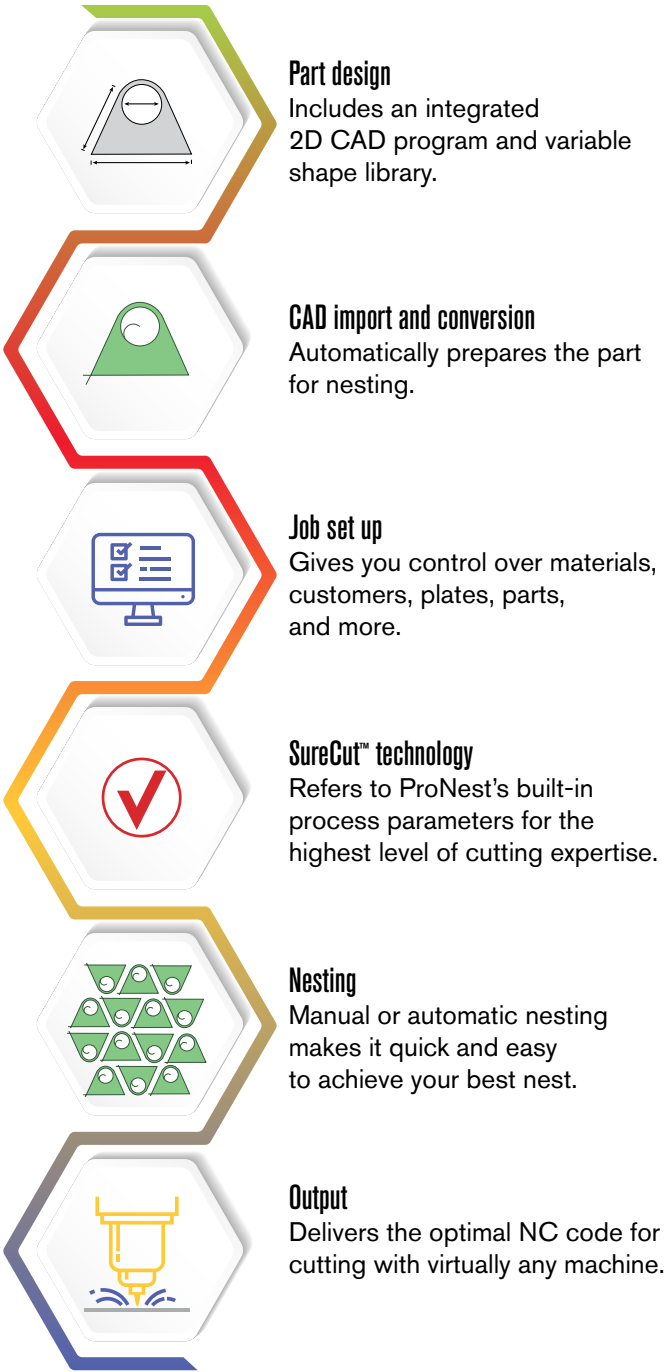 Part design
Includes an integrated
2D CAD program and variable
shape library.
CAD import and conversion
Automatically prepares the part
for nesting.
Job set up
Gives you control over materials,
customers, plates, parts,
and more.
SureCut™ technology
Refers to ProNest’s built-in
process parameters for the
highest level of cutting expertise.
Nesting
Manual or automatic nesting
makes it quick and easy
to achieve your best nest.
Output
Delivers the optimal NC code for
cutting with virtually any machine.